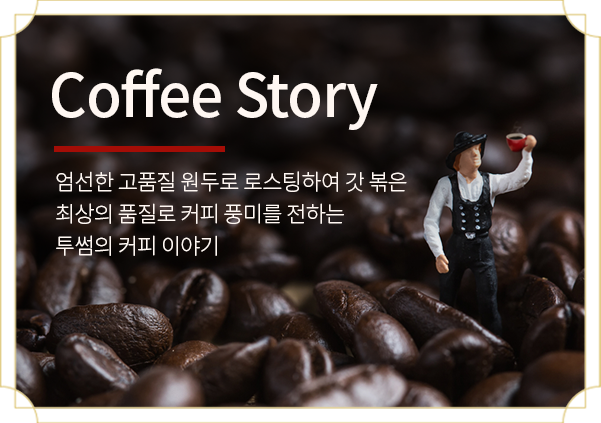 Coffee Story
엄선한 고품질 원두로 로스팅하여 갓 볶은
최상의 품질로 커피 풍미를 전하는
투썸의 커피 이야기